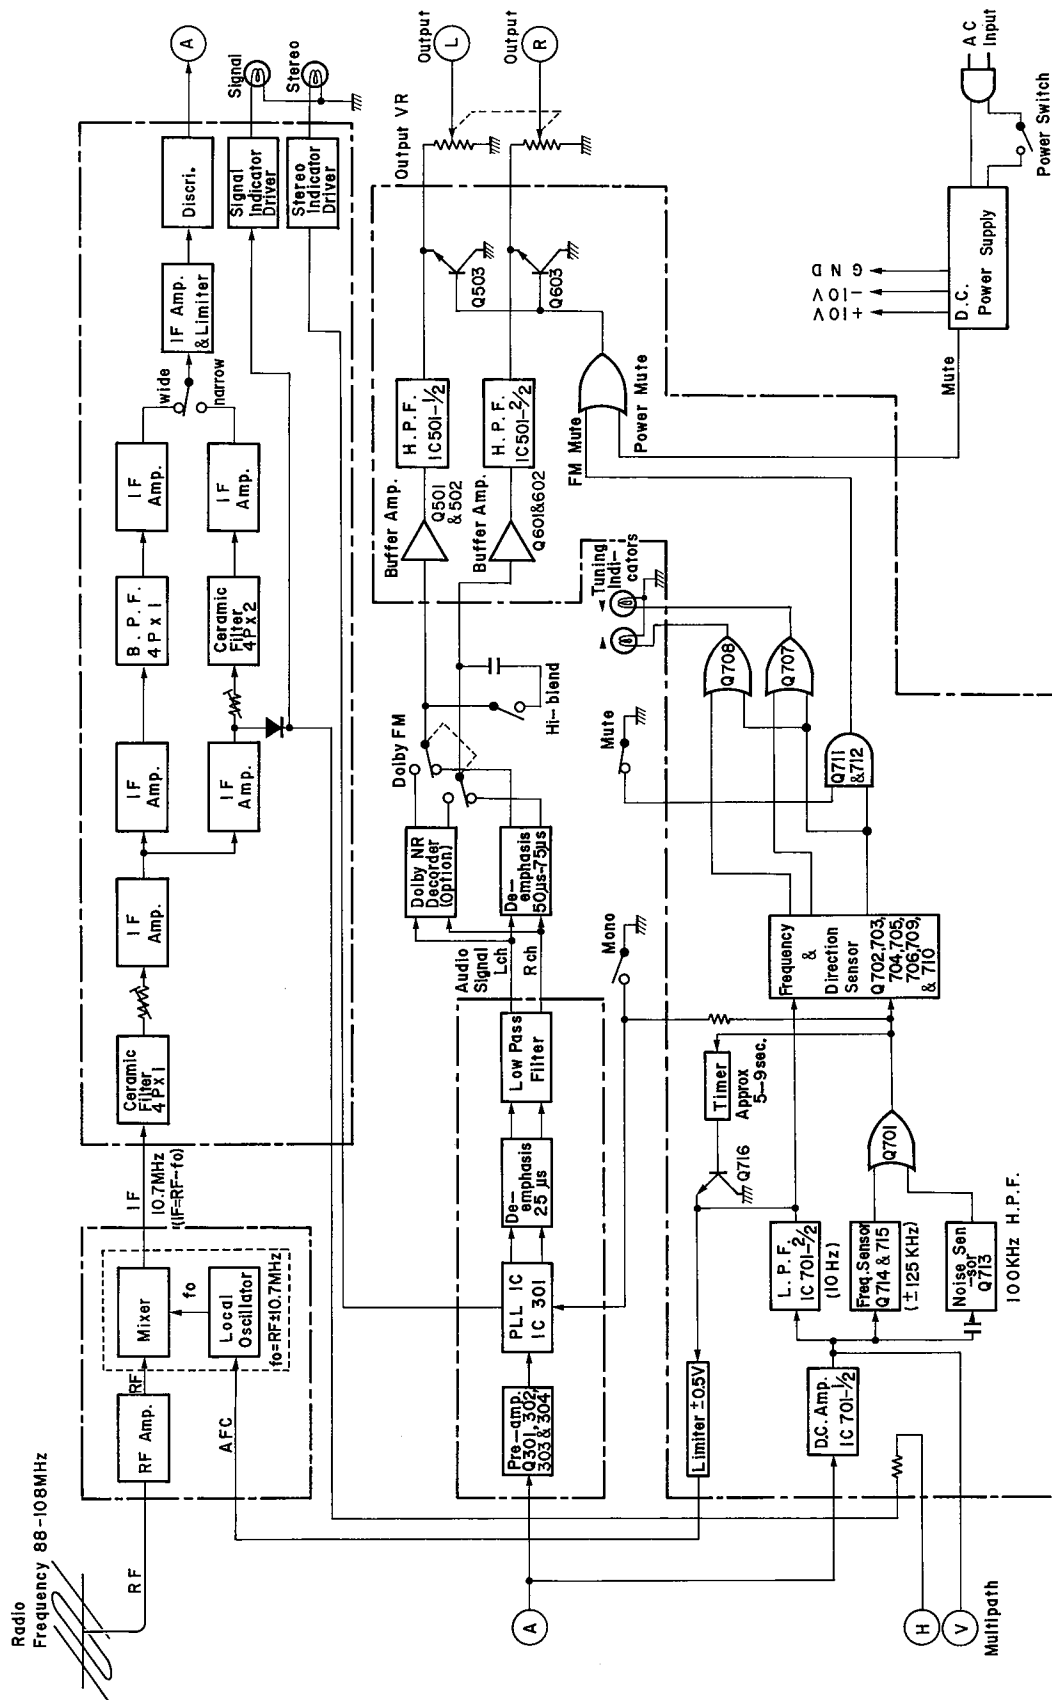 Radio
Frequency 88-108MHz
RF
RF Amp.
RF
Mixer
fo
Local
Oscillator
fo=RF±10.7MHz
AFC
IF
10.7MHz
(IF=RF-fo)
Ceramic
Filter
4P×1
IF
Amp.
IF
Amp.
IF
Amp.
B.P.F.
4P×1
Ceramic
Filter
4P×2
IF
Amp.
IF
Amp.
wide
narrow
IF Amp.
& Limiter
Discri.
Signal
Indicator
Driver
Stereo
Indicator
Driver
A
Signal
Stereo
A
Pre-amp.
Q301, 302,
303 & 304
PLL IC
IC 301
De-
emphasis
25 µs
Low Pass
Filter
Audio
Signal
Lch
Rch
Dolby NR
Decorder
(Option)
De-
emphasis
50µs-75µs
Dolby FM
Hi-blend
Buffer Amp.
Q501
& 502
Buffer Amp.
Q601&602
H.P.F.
IC501-1/2
H.P.F.
IC501-2/2
Q503
Q603
Output VR
Output
L
Output
R
Limiter ±0.5V
D.C. Amp.
IC 701-1/2
L.P.F.
IC 701-2/2
(10 Hz)
Freq. Sensor
Q714 & 715
(±125 KHz)
Noise Sen
-sor
Q713
100KHz H.P.F.
Q716
Timer
Approx
5-9sec.
Q701
Mono
Frequency
&
Direction
Sensor
Q702,703,
704,705,
706,709,
& 710
Mute
Q711
&712
Q708
Q707
Tuning
Indi-
cators
FM Mute
Power Mute
Mute
+10V
-10V
GND
D.C.
Power Supply
Power Switch
AC
Input
H
V
Multipath